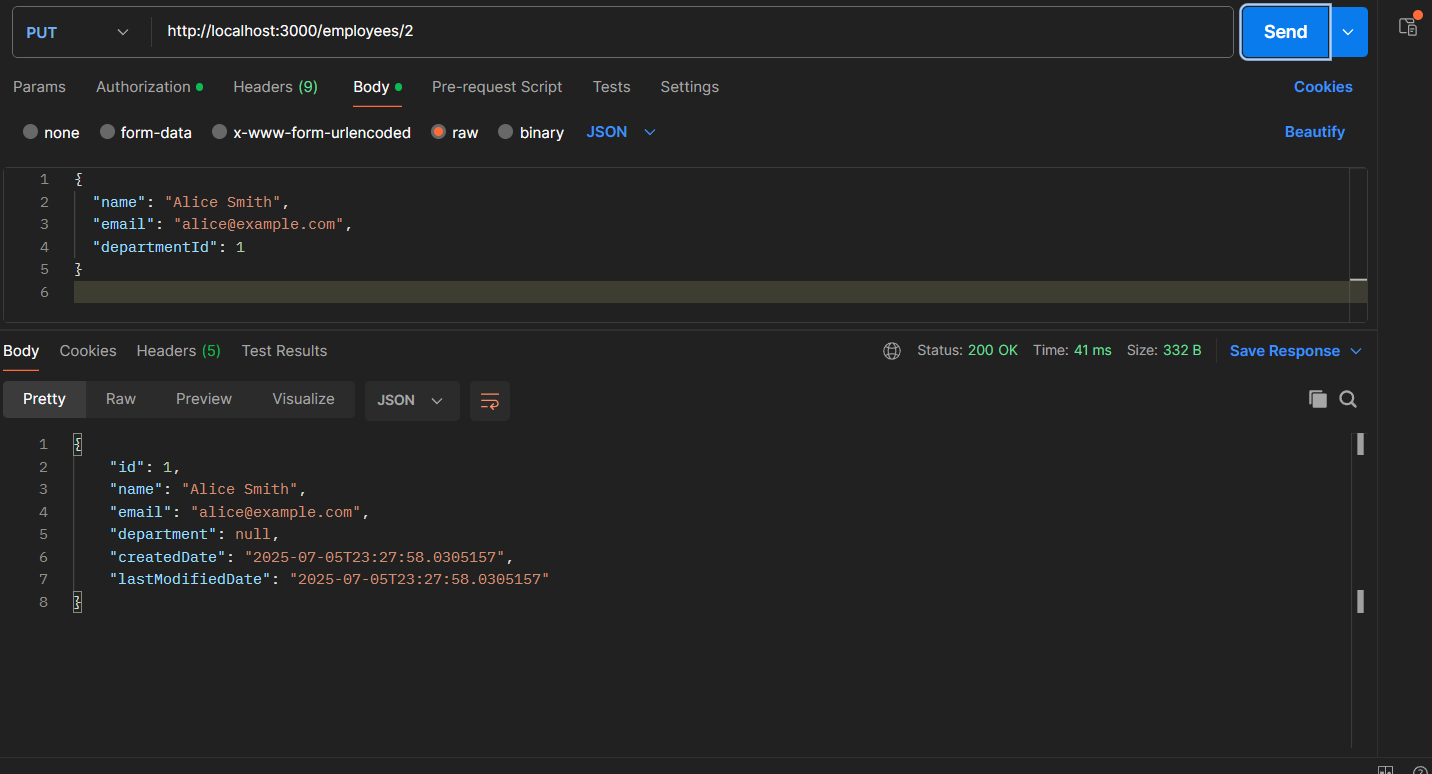 PUT http://localhost:3000/employees/2 Send
Params Authorization Headers (9) Body Pre-request Script Tests Settings Cookies
none form-data x-www-form-urlencoded raw binary JSON Beautify
1 {
2 "name": "Alice Smith",
3 "email": "alice@example.com",
4 "departmentId": 1
5 }
6
Body Cookies Headers (5) Test Results Status: 200 OK Time: 41 ms Size: 332 B Save Response
Pretty Raw Preview Visualize JSON
1 {
2 "id": 1,
3 "name": "Alice Smith",
4 "email": "alice@example.com",
5 "department": null,
6 "createdDate": "2025-07-05T23:27:58.0305157",
7 "lastModifiedDate": "2025-07-05T23:27:58.0305157"
8 }